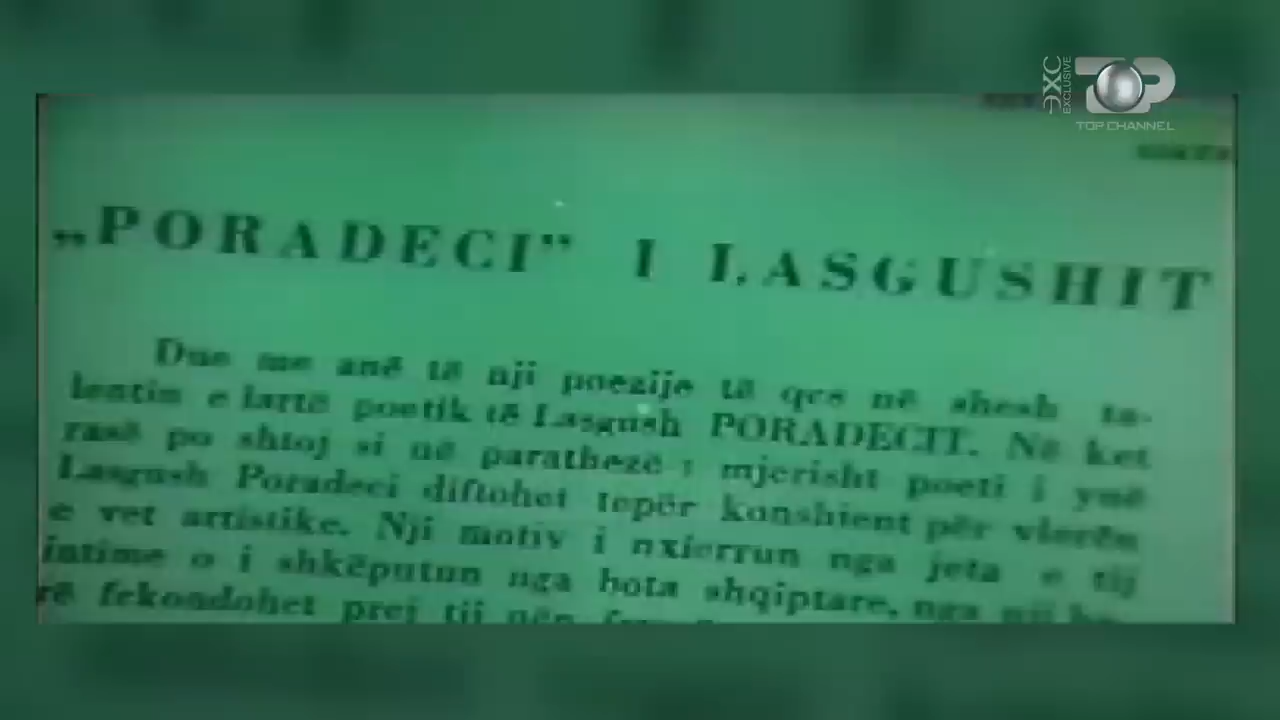 EXC
EXCLUSIVE
TOP
TOP CHANNEL
„PORADECI” I LASGUSHIT
Due me anë të nji poezije të qes në shesh ta-
lentin e lartë poetik të Lasgush PORADECIT. Në ket
rasë po shtoj si në parathezë: mjerisht poeti i ynë
Lasgush Poradeci diftohet tepër konshient për vlerën
e vet artistike. Nji motiv i nxierrun nga jeta e tij
intime o i shkëputun nga bota shqiptare, nga nji
rë fekondohet prej tij nën